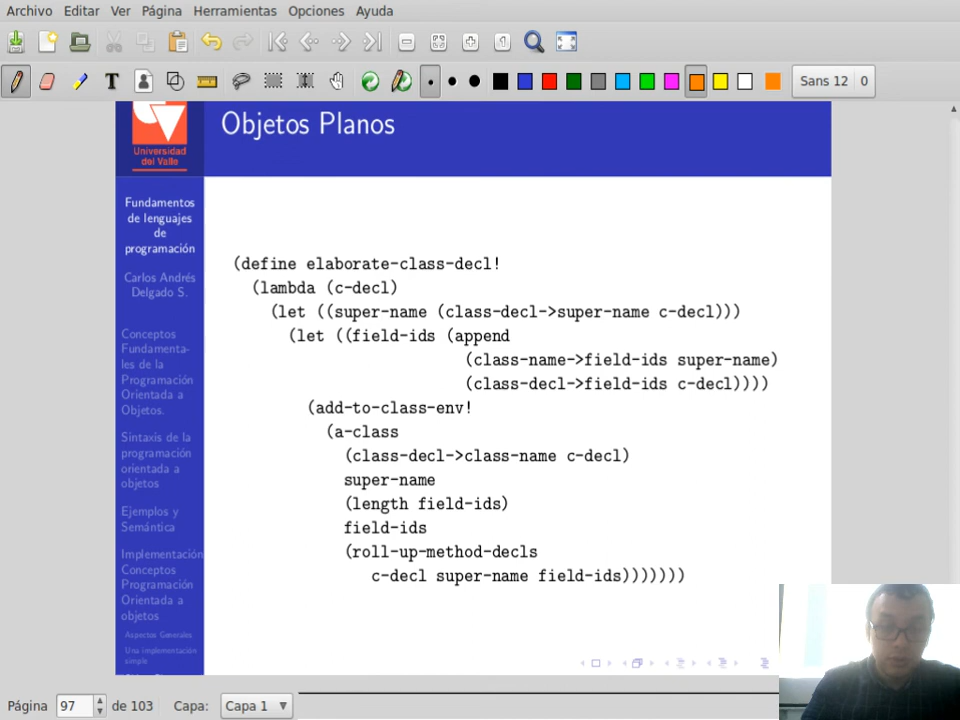 Archivo Editar Ver Página Herramientas Opciones Ayuda
Sans 12 0
Universidad
del Valle
Objetos Planos
Fundamentos
de lenguajes
de
programación
Carlos Andrés
Delgado S.
Conceptos
Fundamenta-
les de la
Programación
Orientada a
Objetos.
Sintaxis de la
programación
orientada a
objetos
Ejemplos y
Semántica
Implementación
Conceptos
Programación
Orientada a
objetos
Aspectos Generales
Una implementación
simple
(define elaborate-class-decl!
(lambda (c-decl)
(let ((super-name (class-decl->super-name c-decl)))
(let ((field-ids (append
(class-name->field-ids super-name)
(class-decl->field-ids c-decl))))
(add-to-class-env!
(a-class
(class-decl->class-name c-decl)
super-name
(length field-ids)
field-ids
(roll-up-method-decls
c-decl super-name field-ids)))))))
Página 97 de 103 Capa: Capa 1